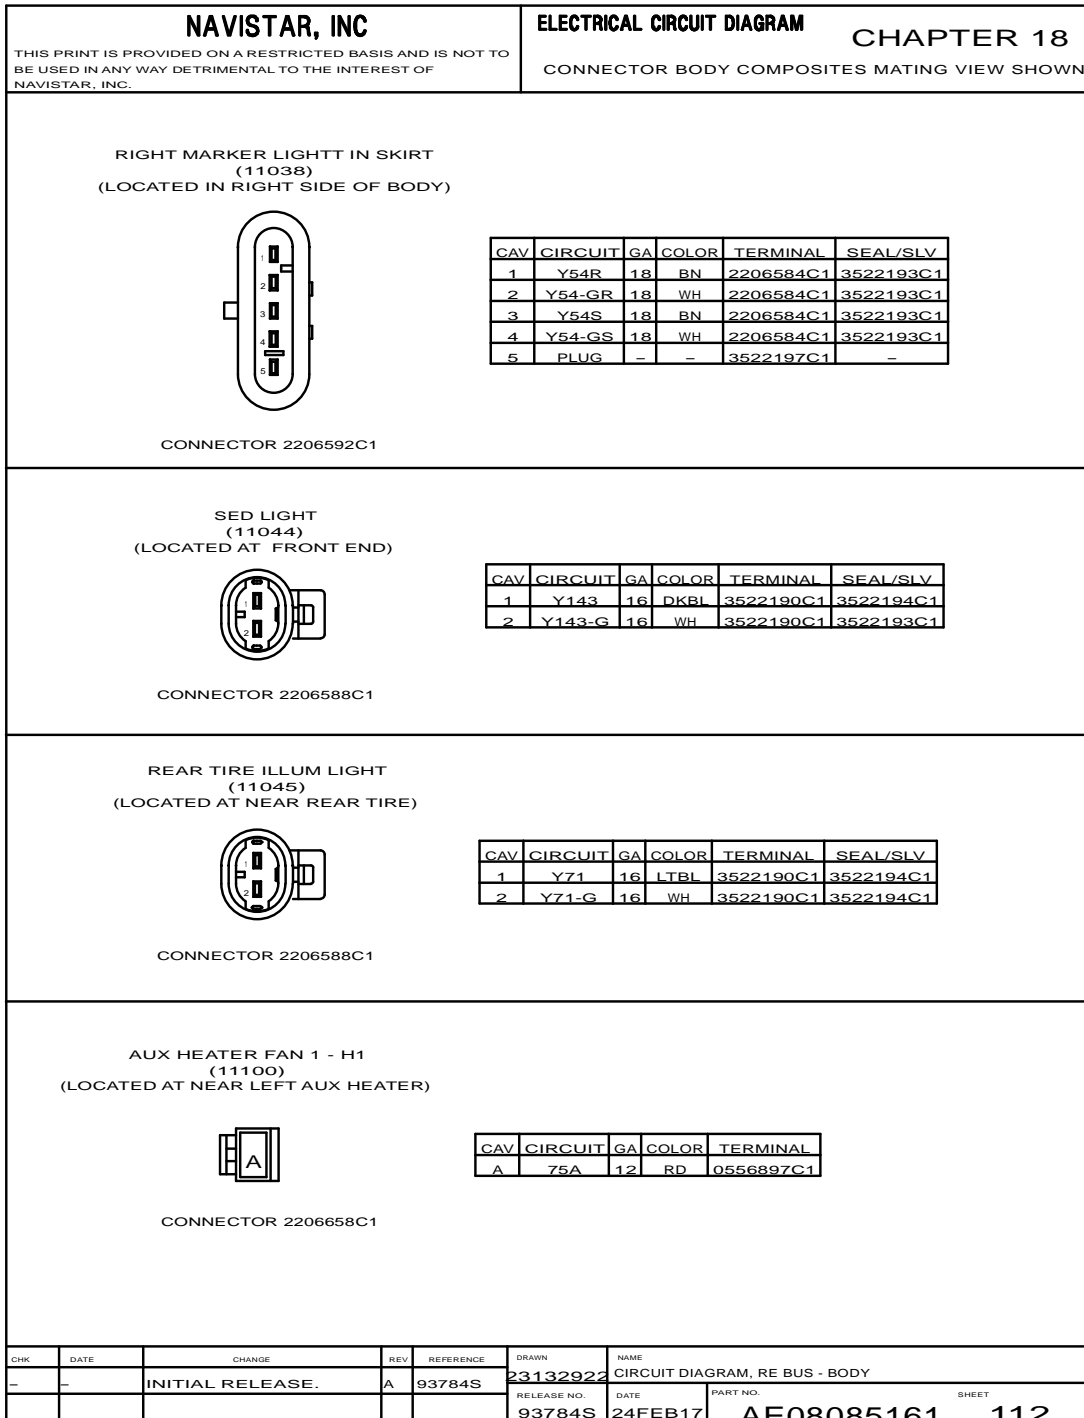 NAVISTAR, INC
THIS PRINT IS PROVIDED ON A RESTRICTED BASIS AND IS NOT TO
BE USED IN ANY WAY DETRIMENTAL TO THE INTEREST OF
NAVISTAR, INC.
ELECTRICAL CIRCUIT DIAGRAM
CHAPTER 18
CONNECTOR BODY COMPOSITES MATING VIEW SHOWN
RIGHT MARKER LIGHTT IN SKIRT
(11038)
(LOCATED IN RIGHT SIDE OF BODY)
1
2
3
4
5
CONNECTOR 2206592C1
CAV CIRCUIT GA COLOR TERMINAL SEAL/SLV
1 Y54R 18 BN 2206584C1 3522193C1
2 Y54-GR 18 WH 2206584C1 3522193C1
3 Y54S 18 BN 2206584C1 3522193C1
4 Y54-GS 18 WH 2206584C1 3522193C1
5 PLUG – – 3522197C1 –
SED LIGHT
(11044)
(LOCATED AT FRONT END)
1
2
CONNECTOR 2206588C1
CAV CIRCUIT GA COLOR TERMINAL SEAL/SLV
1 Y143 16 DKBL 3522190C1 3522194C1
2 Y143-G 16 WH 3522190C1 3522193C1
REAR TIRE ILLUM LIGHT
(11045)
(LOCATED AT NEAR REAR TIRE)
1
2
CONNECTOR 2206588C1
CAV CIRCUIT GA COLOR TERMINAL SEAL/SLV
1 Y71 16 LTBL 3522190C1 3522194C1
2 Y71-G 16 WH 3522190C1 3522194C1
AUX HEATER FAN 1 - H1
(11100)
(LOCATED AT NEAR LEFT AUX HEATER)
A
CONNECTOR 2206658C1
CAV CIRCUIT GA COLOR TERMINAL
A 75A 12 RD 0556897C1
CHK DATE CHANGE REV REFERENCE
– – INITIAL RELEASE. A 93784S
DRAWN
23132922
NAME
CIRCUIT DIAGRAM, RE BUS - BODY
RELEASE NO. DATE PART NO. SHEET
93784S 24FEB17 AE08085161 112